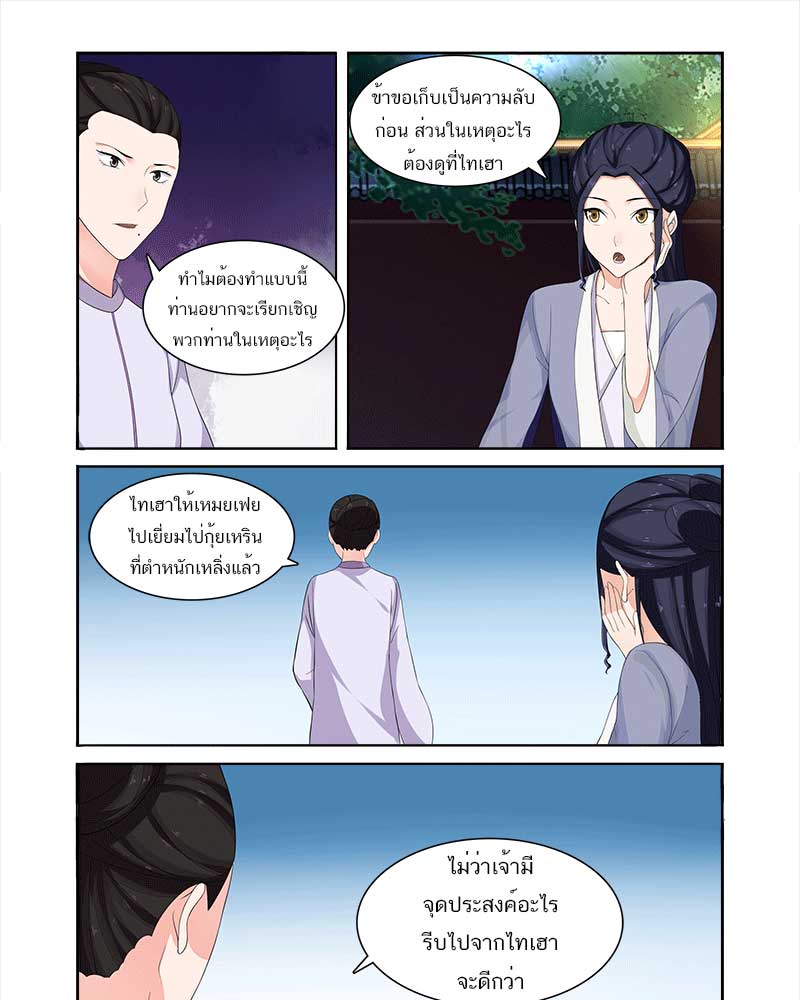 ทำไมต้องทำแบบนี้
ท่านอยากจะเรียกเชิญ
พวกท่านในเหตุอะไร
ข้าขอเก็บเป็นความลับ
ก่อน ส่วนในเหตุอะไร
ต้องดูที่ไทเฮา
ไทเฮาให้เหมยเฟย
ไปเยี่ยมไปกุ้ยเหริน
ที่ตำหนักเหลิ่งแล้ว
ไม่ว่าเจ้ามี
จุดประสงค์อะไร
รีบไปจากไทเฮา
จะดีกว่า